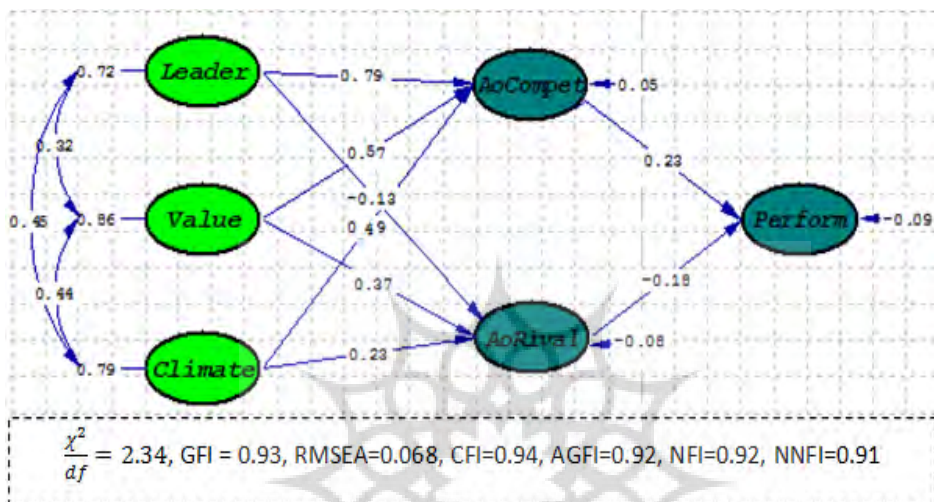 0.72 Leader 0.79 AoCompet 0.05
0.32 0.57 0.23
-0.13
0.45 0.86 Value 0.49 Perform -0.09
0.44 0.37 -0.18
AoRival -0.08
0.79 Climate 0.23
χ²/df = 2.34, GFI = 0.93, RMSEA=0.068, CFI=0.94, AGFI=0.92, NFI=0.92, NNFI=0.91